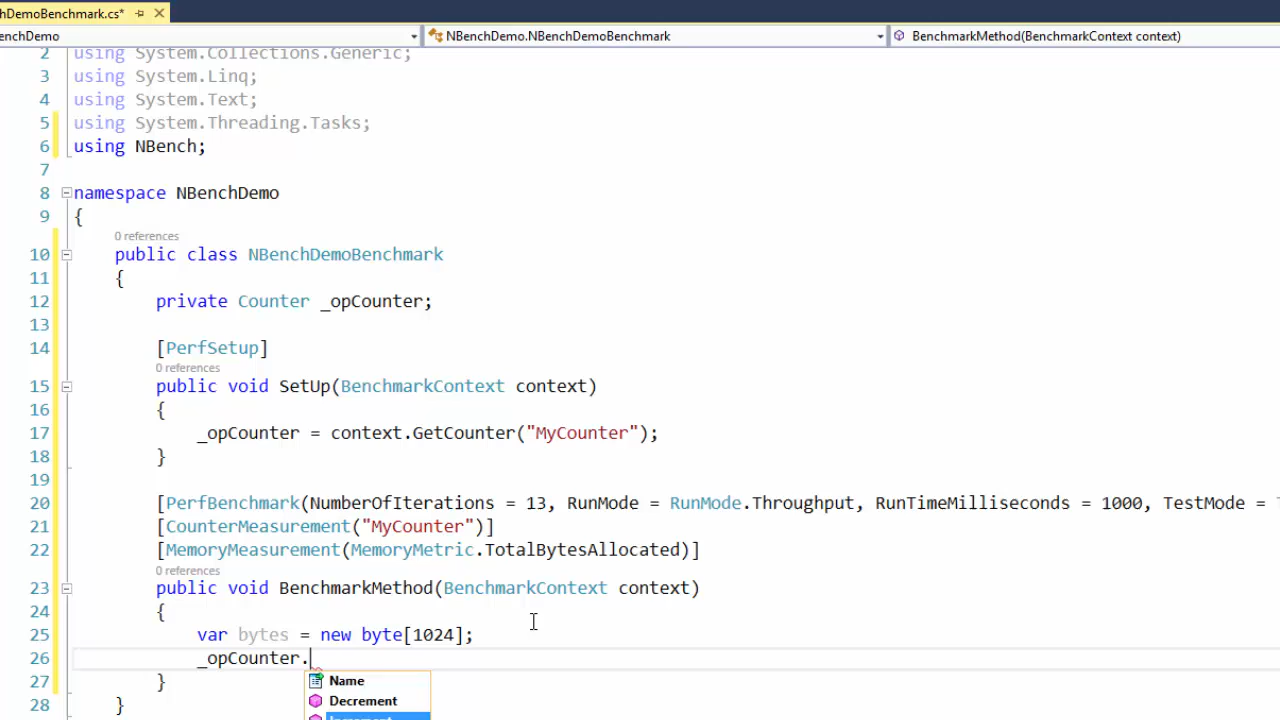 hDemoBenchmark.cs*
enchDemo NBenchDemo.NBenchDemoBenchmark BenchmarkMethod(BenchmarkContext context)
2 using System.Collections.Generic;
3 using System.Linq;
4 using System.Text;
5 using System.Threading.Tasks;
6 using NBench;
7
8 namespace NBenchDemo
9 {
0 references
10 public class NBenchDemoBenchmark
11 {
12 private Counter _opCounter;
13
14 [PerfSetup]
0 references
15 public void SetUp(BenchmarkContext context)
16 {
17 _opCounter = context.GetCounter("MyCounter");
18 }
19
20 [PerfBenchmark(NumberOfIterations = 13, RunMode = RunMode.Throughput, RunTimeMilliseconds = 1000, TestMode =
21 [CounterMeasurement("MyCounter")]
22 [MemoryMeasurement(MemoryMetric.TotalBytesAllocated)]
0 references
23 public void BenchmarkMethod(BenchmarkContext context)
24 {
25 var bytes = new byte[1024];
26 _opCounter.
27 }
28 }
Name
Decrement
Increment